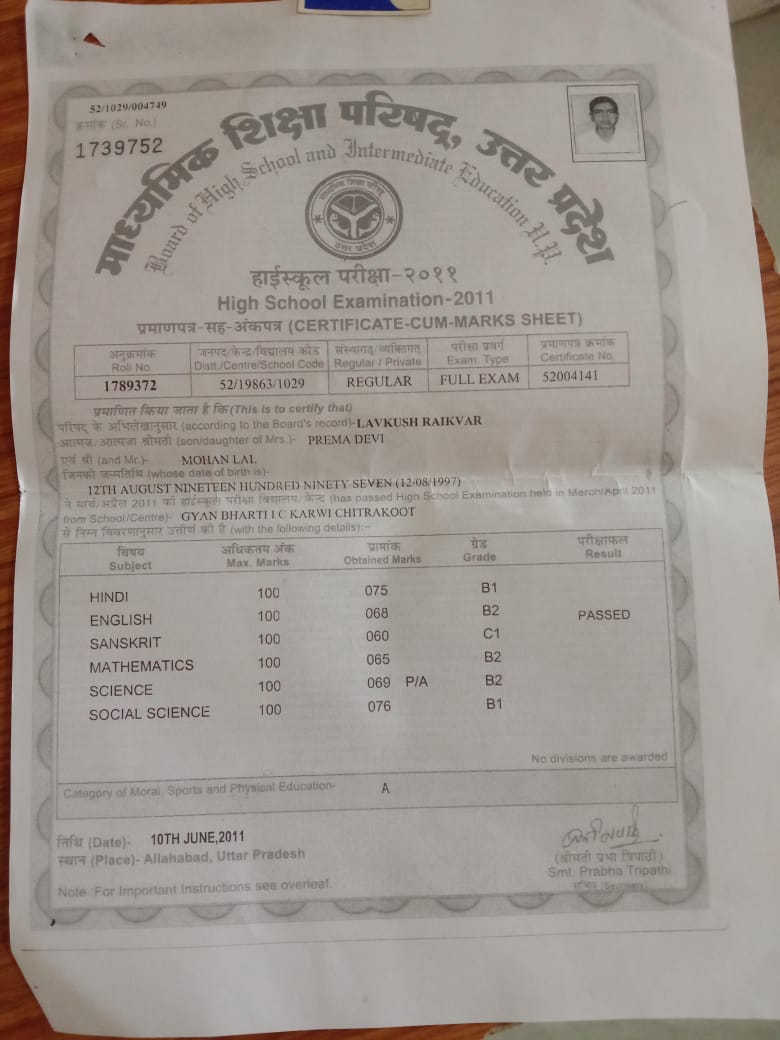 52/1029/004749
क्रमांक (Sr. No.)
1739752
माध्यमिक शिक्षा परिषद्, उत्तर प्रदेश
Board of High School and Intermediate Education U.P.
माध्यमिक शिक्षा परिषद्
उत्तर प्रदेश
हाईस्कूल परीक्षा-२०११
High School Examination-2011
प्रमाणपत्र-सह-अंकपत्र (CERTIFICATE-CUM-MARKS SHEET)
अनुक्रमांक जनपद/केन्द्र/विद्यालय कोड संस्थागत/व्यक्तिगत परीक्षा प्रवर्ग प्रमाणपत्र क्रमांक
Roll No. Distt./Centre/School Code Regular / Private Exam. Type Certificate No.
1789372 52/19863/1029 REGULAR FULL EXAM 52004141
प्रमाणित किया जाता है कि (This is to certify that)
परिषद् के अभिलेखानुसार (according to the Board's record)- LAVKUSH RAIKVAR
आत्मज/आत्मजा श्रीमती (son/daughter of Mrs.)- PREMA DEVI
एवं श्री (and Mr.)- MOHAN LAL
जिनकी जन्मतिथि (whose date of birth is)-
12TH AUGUST NINETEEN HUNDRED NINETY SEVEN (12/08/1997)
ने मार्च/अप्रैल 2011 की हाईस्कूल परीक्षा विद्यालय/केन्द्र (has passed High School Examination held in March/April 2011
from School/Centre)- GYAN BHARTI I C KARWI CHITRAKOOT
से निम्न विवरणानुसार उत्तीर्ण की है (with the following details):-
विषय अधिकतम अंक प्राप्तांक ग्रेड परीक्षाफल
Subject Max. Marks Obtained Marks Grade Result
HINDI 100 075 B1
ENGLISH 100 068 B2 PASSED
SANSKRIT 100 060 C1
MATHEMATICS 100 065 B2
SCIENCE 100 069 P/A B2
SOCIAL SCIENCE 100 076 B1
No divisions are awarded
Category of Moral, Sports and Physical Education- A
तिथि (Date)- 10TH JUNE,2011
स्थान (Place)- Allahabad, Uttar Pradesh
(श्रीमती प्रभा त्रिपाठी)
Smt. Prabha Tripathi
सचिव (Secretary)
Note :For Important Instructions see overleaf.